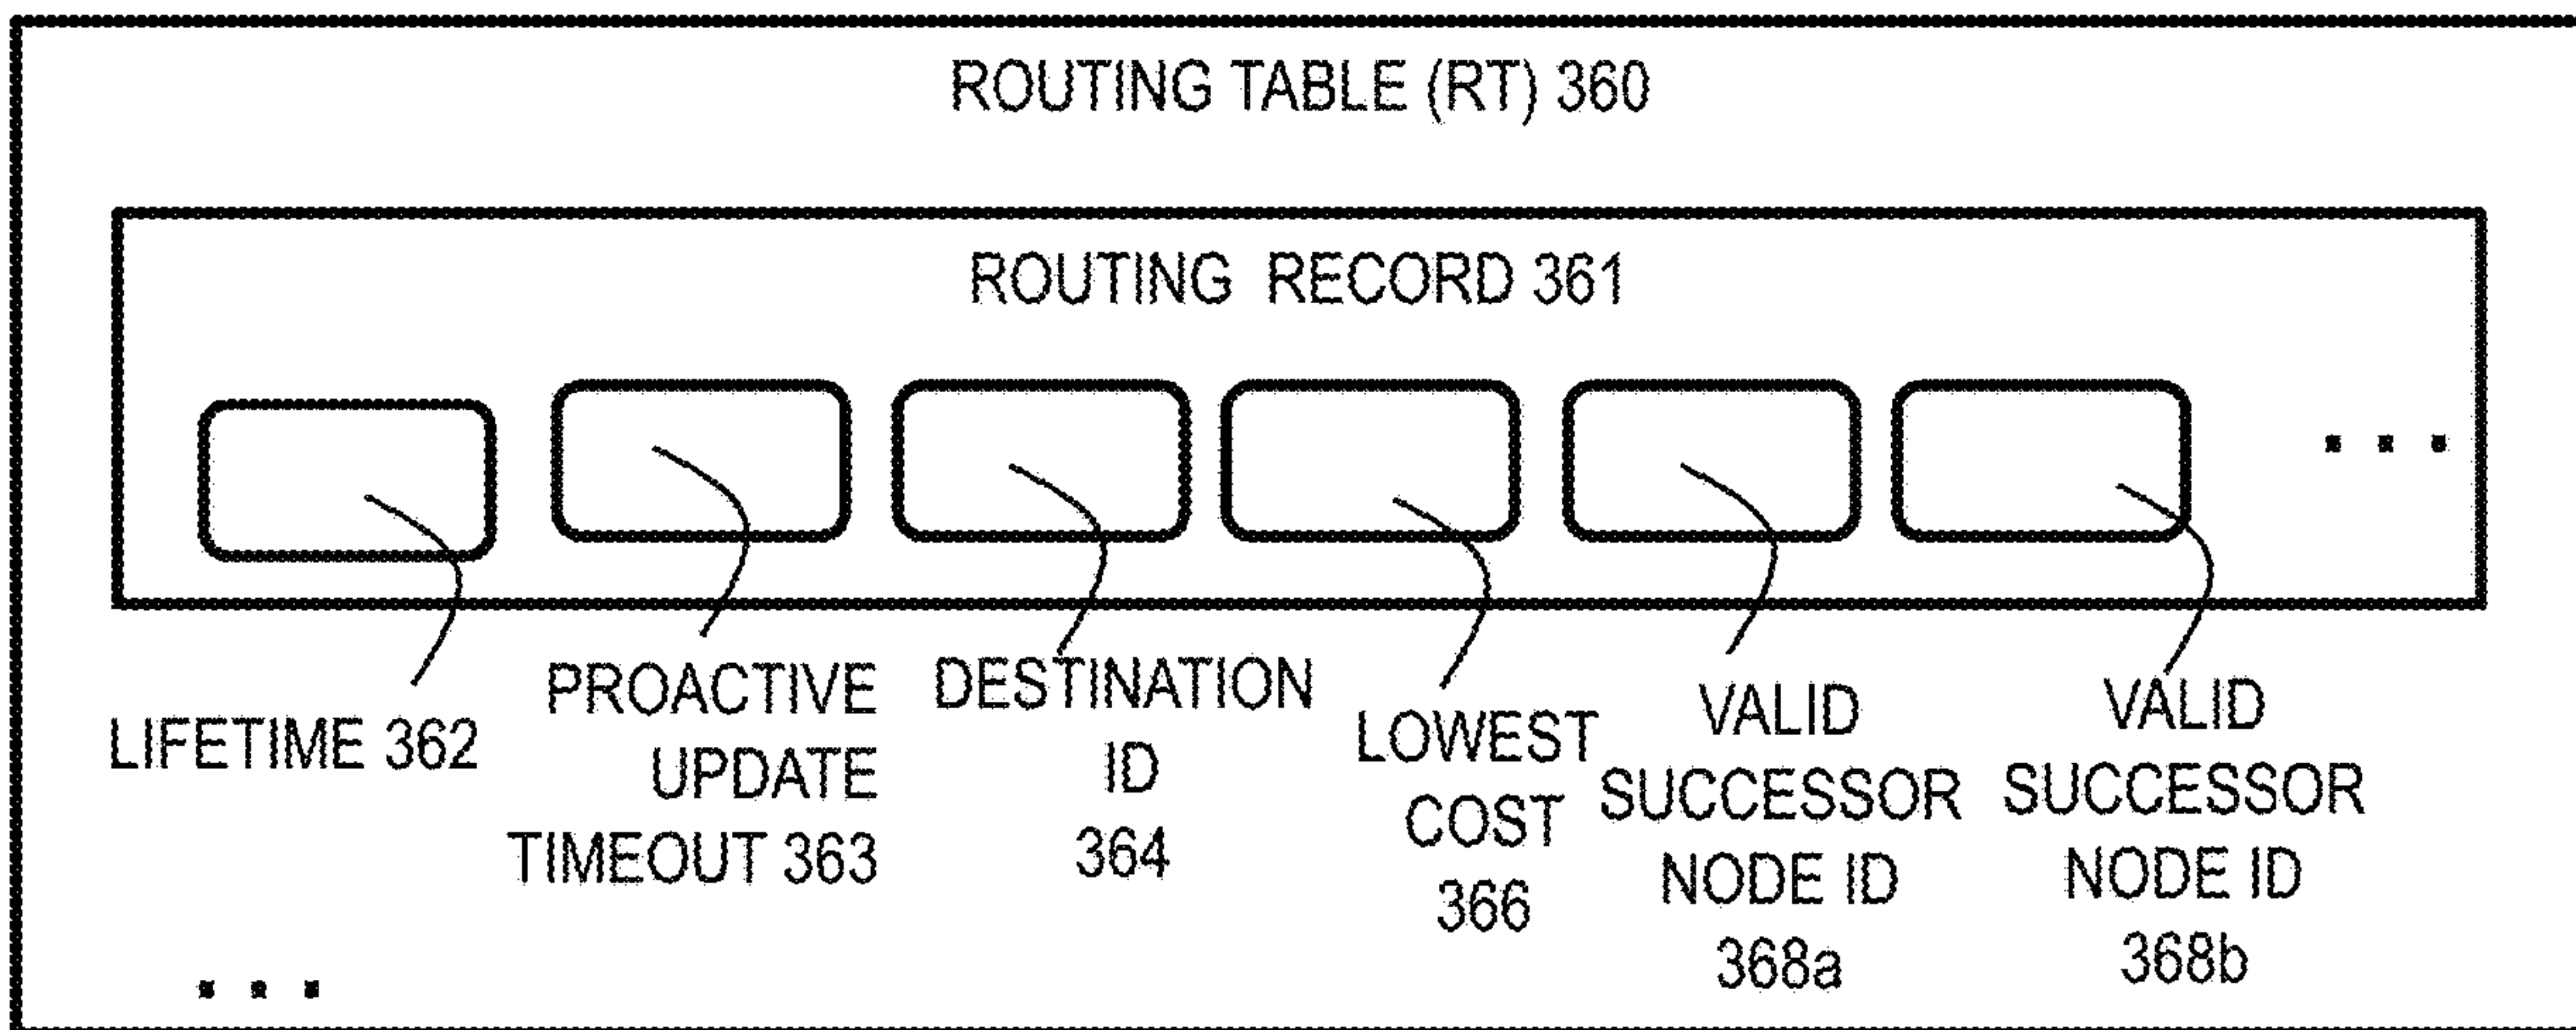 ROUTING TABLE (RT) 360
ROUTING RECORD 361
. . .
LIFETIME 362
PROACTIVE
UPDATE
TIMEOUT 363
DESTINATION
ID
364
LOWEST
COST
366
VALID
SUCCESSOR
NODE ID
368a
VALID
SUCCESSOR
NODE ID
368b
. . .